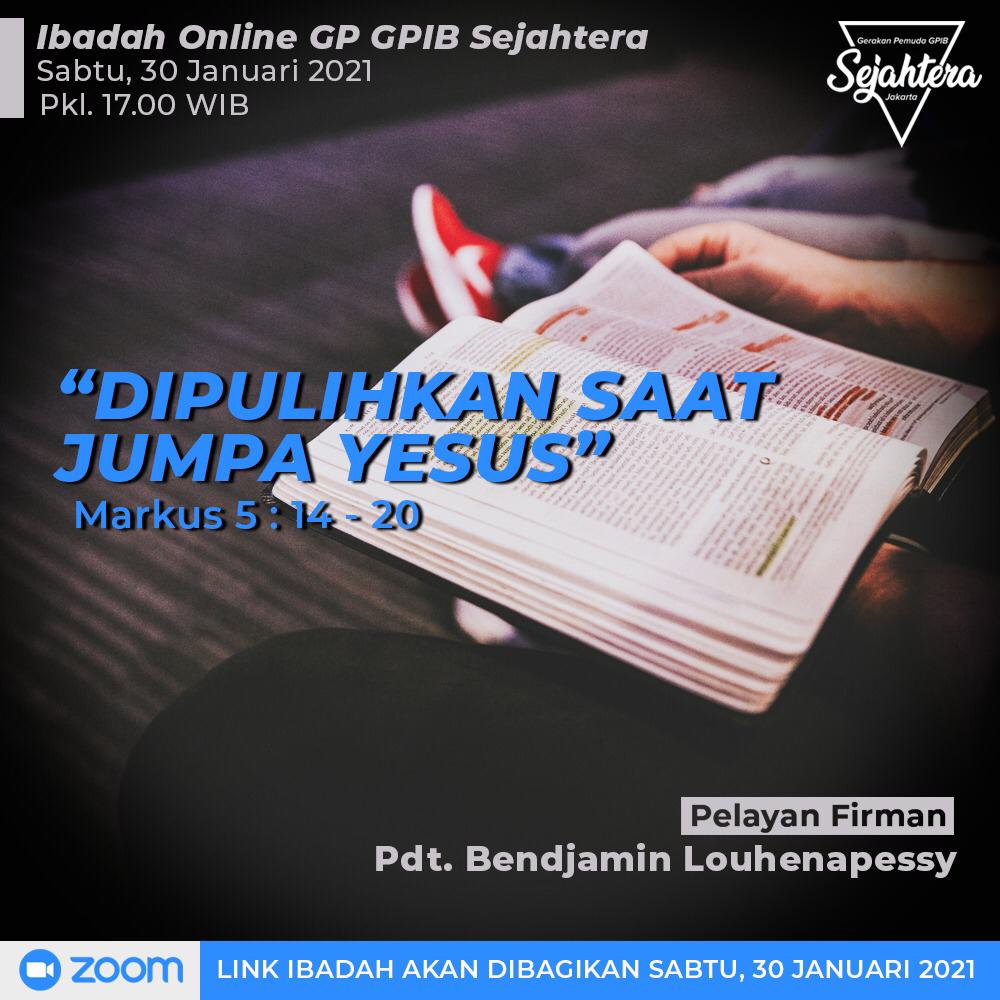 Ibadah Online GP GPIB Sejahtera
Sabtu, 30 Januari 2021
Pkl. 17.00 WIB
Gerakan Pemuda GPIB
Sejahtera
Jakarta
“DIPULIHKAN SAAT
JUMPA YESUS”
Markus 5 : 14 - 20
Pelayan Firman
Pdt. Bendjamin Louhenapessy
zoom
LINK IBADAH AKAN DIBAGIKAN SABTU, 30 JANUARI 2021